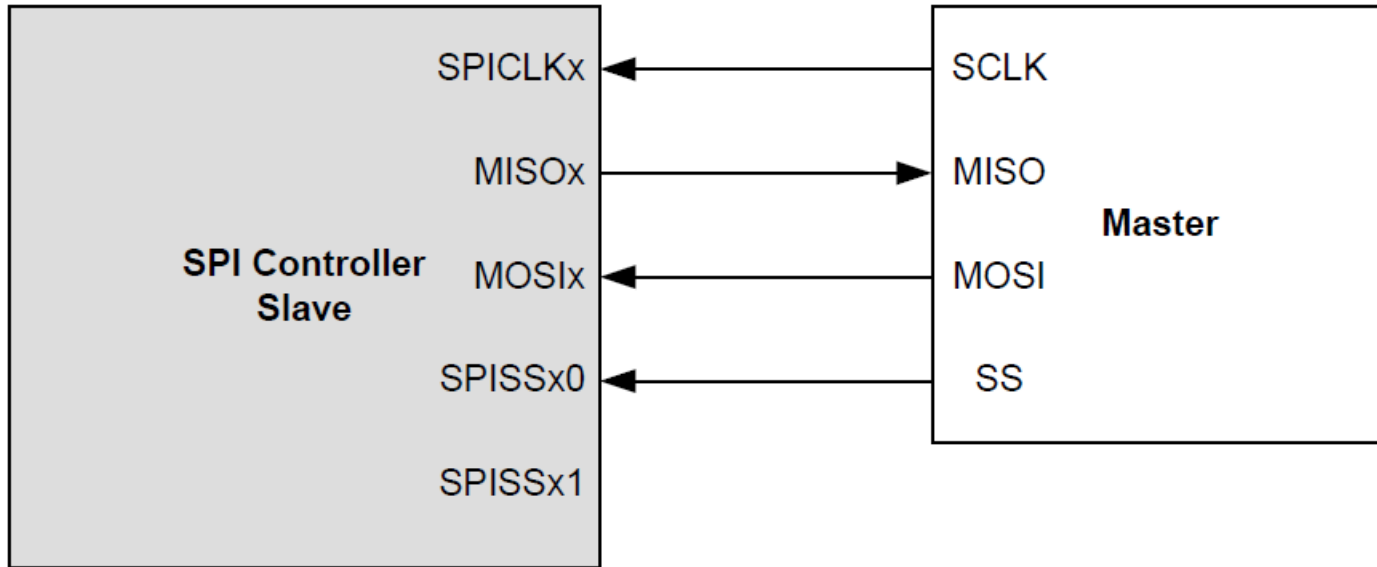 SPICLKx
MISOx
SPI Controller
Slave
MOSIx
SPISSx0
SPISSx1
SCLK
MISO
Master
MOSI
SS